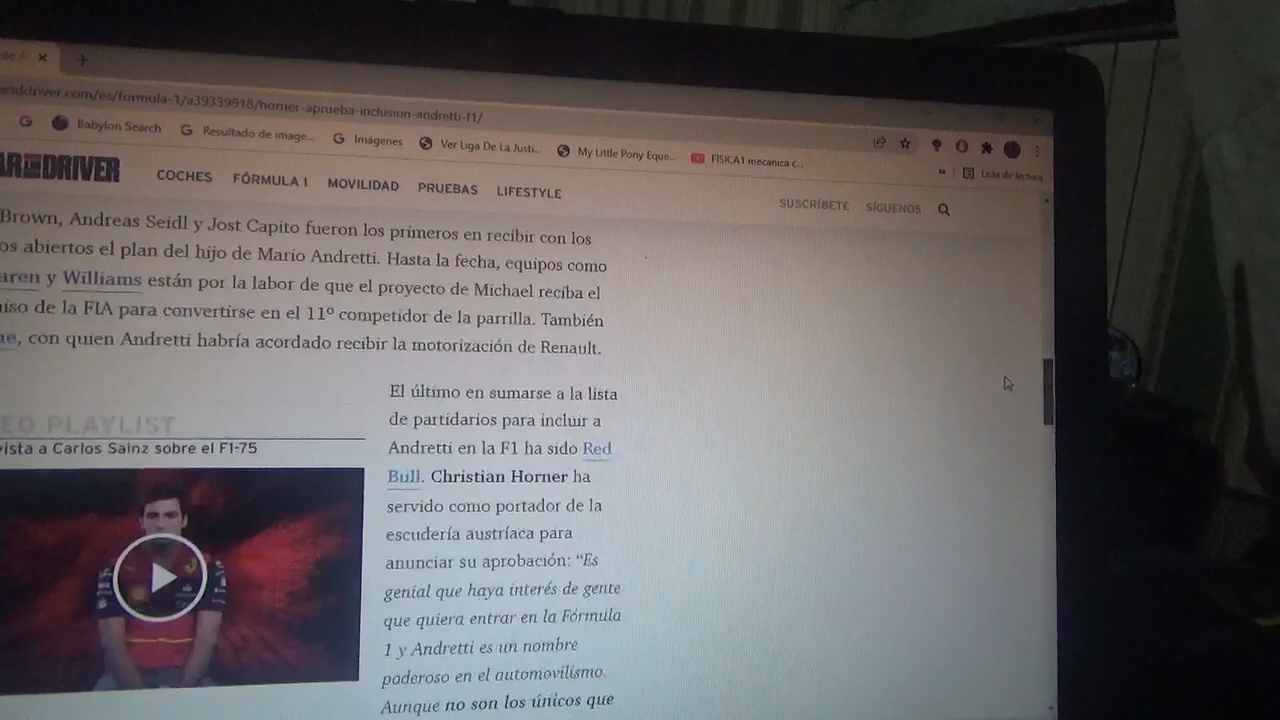 anddriver.com/es/formula-1/a39339918/homer-aprueba-inclusion-andretti-f1/
Babylon Search
Resultado de image...
Imágenes
Ver Liga De La Justi...
My Little Pony Eque...
FISICA1 mecanica c...
»
Lista de lectura
AR AND DRIVER
COCHES
FÓRMULA 1
MOVILIDAD
PRUEBAS
LIFESTYLE
SUSCRÍBETE
SÍGUENOS
Brown, Andreas Seidl y Jost Capito fueron los primeros en recibir con los
os abiertos el plan del hijo de Mario Andretti. Hasta la fecha, equipos como
aren y Williams están por la labor de que el proyecto de Michael reciba el
iso de la FIA para convertirse en el 11º competidor de la parrilla. También
ne, con quien Andretti habría acordado recibir la motorización de Renault.
EO PLAYLIST
vista a Carlos Sainz sobre el F1-75
El último en sumarse a la lista
de partidarios para incluir a
Andretti en la F1 ha sido Red
Bull. Christian Horner ha
servido como portador de la
escudería austríaca para
anunciar su aprobación: “Es
genial que haya interés de gente
que quiera entrar en la Fórmula
1 y Andretti es un nombre
paderoso en el automovilismo.
Aunque no son los únicos que